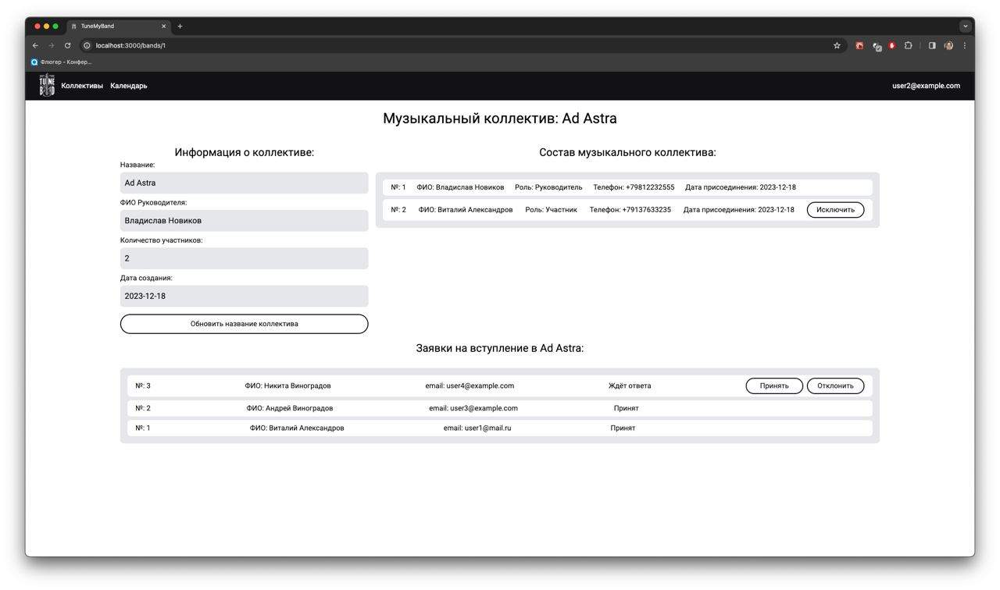 TuneMyBand
localhost:3000/bands/1
Флюгер - Конфер...
TUNE
Коллективы Календарь user2@example.com
Музыкальный коллектив: Ad Astra
Информация о коллективе:
Название:
Ad Astra
ФИО Руководителя:
Владислав Новиков
Количество участников:
2
Дата создания:
2023-12-18
Обновить название коллектива
Состав музыкального коллектива:
№: 1 ФИО: Владислав Новиков Роль: Руководитель Телефон: +79812232555 Дата присоединения: 2023-12-18
№: 2 ФИО: Виталий Александров Роль: Участник Телефон: +79137633235 Дата присоединения: 2023-12-18 Исключить
Заявки на вступление в Ad Astra:
№: 3 ФИО: Никита Виноградов email: user4@example.com Ждёт ответа Принять Отклонить
№: 2 ФИО: Андрей Виноградов email: user3@example.com Принят
№: 1 ФИО: Виталий Александров email: user1@mail.ru Принят